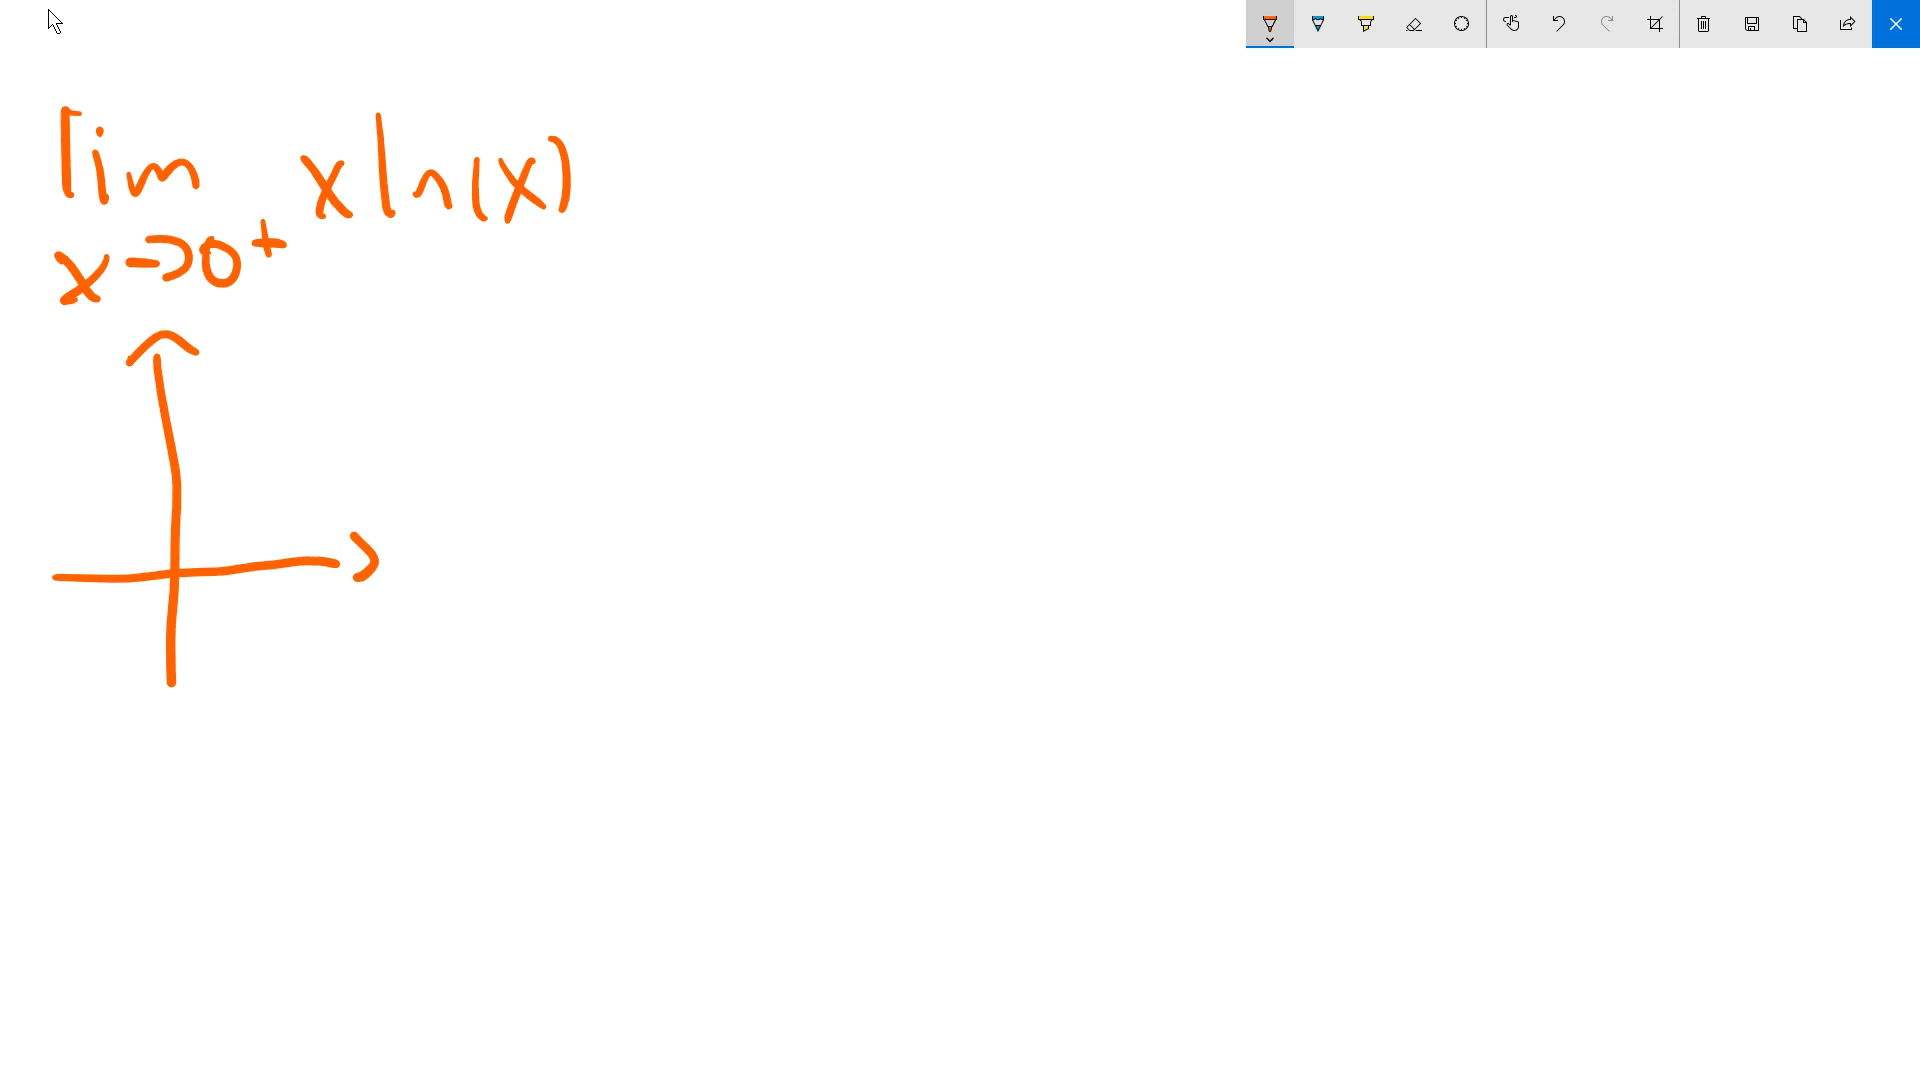 lim x ln(x)
x→0+